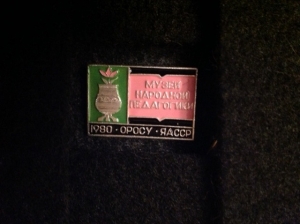 МУЗЕЙ
НАРОДНОЙ
ПЕДАГОГИКИ
1980 · ОРОСУ · ЯАССР